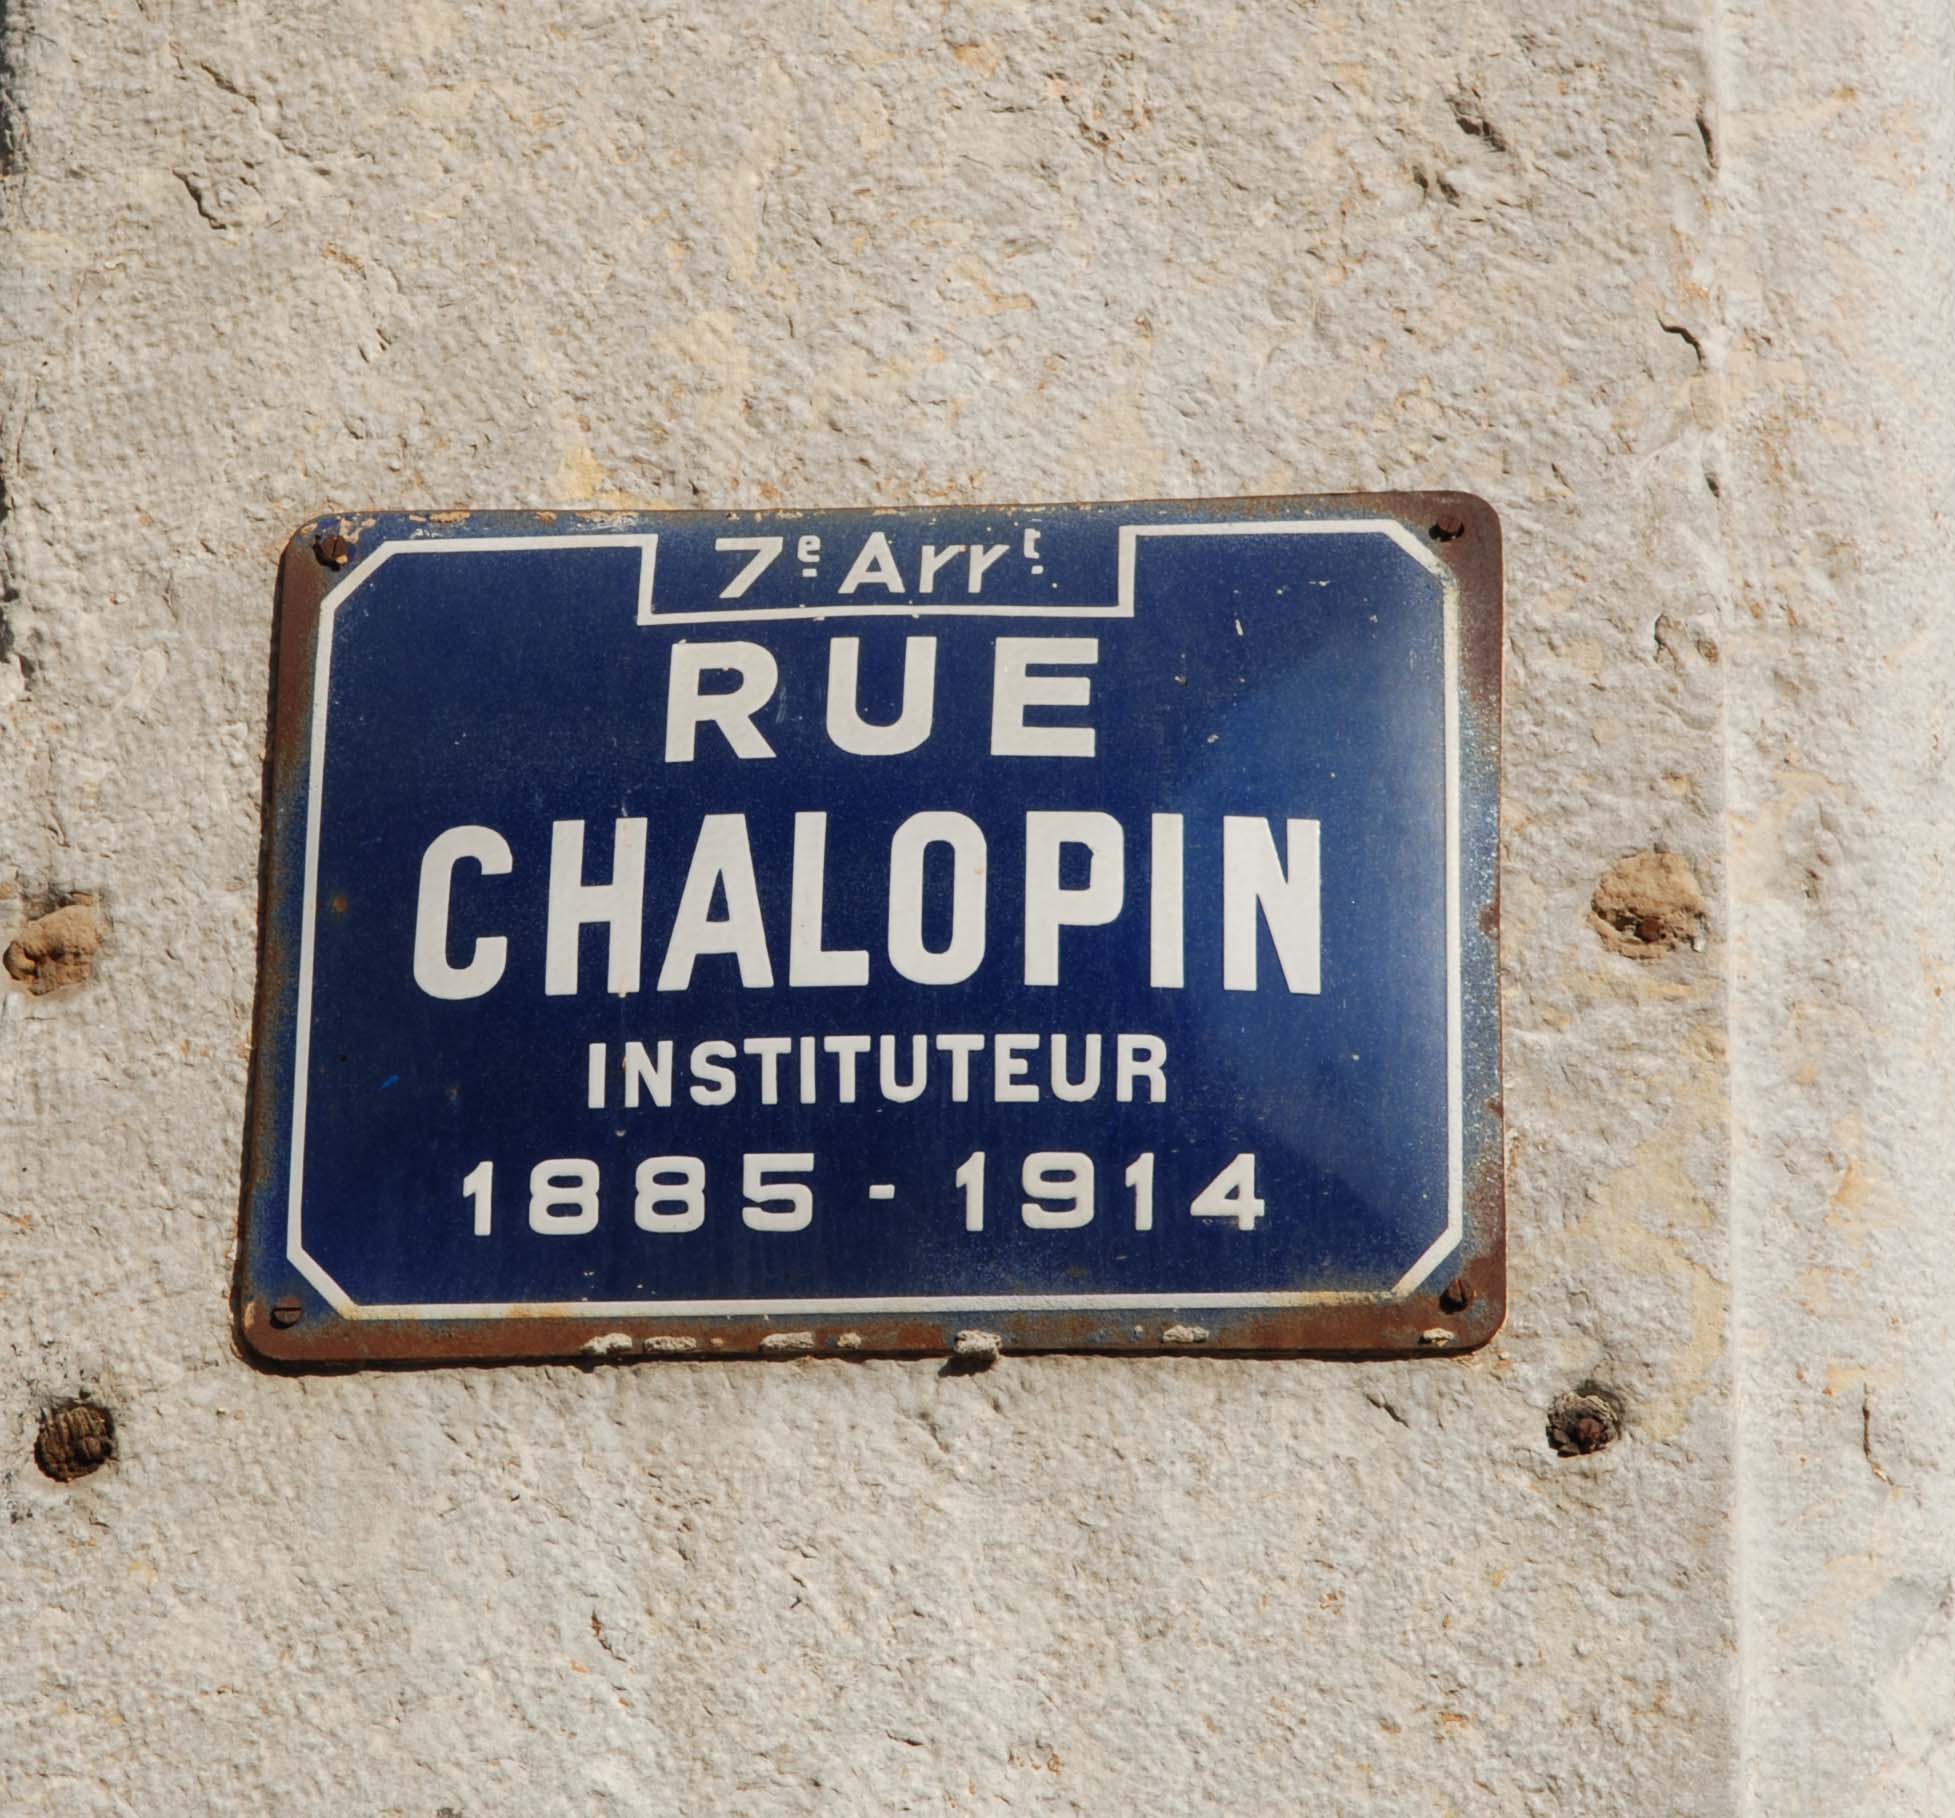 7e Arrt
RUE
CHALOPIN
INSTITUTEUR
1885 - 1914